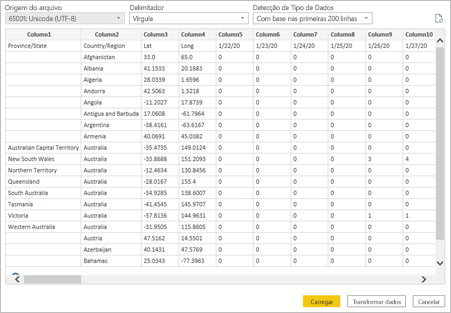 Origem do arquivo Delimitador Detecção de Tipo de Dados
65001: Unicode (UTF-8) Vírgula Com base nas primeiras 200 linhas
Column1 Column2 Column3 Column4 Column5 Column6 Column7 Column8 Column9 Column10
Province/State Country/Region Lat Long 1/22/20 1/23/20 1/24/20 1/25/20 1/26/20 1/27/20
Afghanistan 33.0 65.0 0 0 0 0 0 0
Albania 41.1533 20.1683 0 0 0 0 0 0
Algeria 28.0339 1.6596 0 0 0 0 0 0
Andorra 42.5063 1.5218 0 0 0 0 0 0
Angola -11.2027 17.8739 0 0 0 0 0 0
Antigua and Barbuda 17.0608 -61.7964 0 0 0 0 0 0
Argentina -38.4161 -63.6167 0 0 0 0 0 0
Armenia 40.0691 45.0382 0 0 0 0 0 0
Australian Capital Territory Australia -35.4735 149.0124 0 0 0 0 0 0
New South Wales Australia -33.8688 151.2093 0 0 0 0 3 4
Northern Territory Australia -12.4634 130.8456 0 0 0 0 0 0
Queensland Australia -28.0167 153.4 0 0 0 0 0 0
South Australia Australia -34.9285 138.6007 0 0 0 0 0 0
Tasmania Australia -41.4545 145.9707 0 0 0 0 0 0
Victoria Australia -37.8136 144.9631 0 0 0 0 1 1
Western Australia Australia -31.9505 115.8605 0 0 0 0 0 0
Austria 47.5162 14.5501 0 0 0 0 0 0
Azerbaijan 40.1431 47.5769 0 0 0 0 0 0
Bahamas 25.0343 -77.3963 0 0 0 0 0 0
Carregar Transformar dados Cancelar